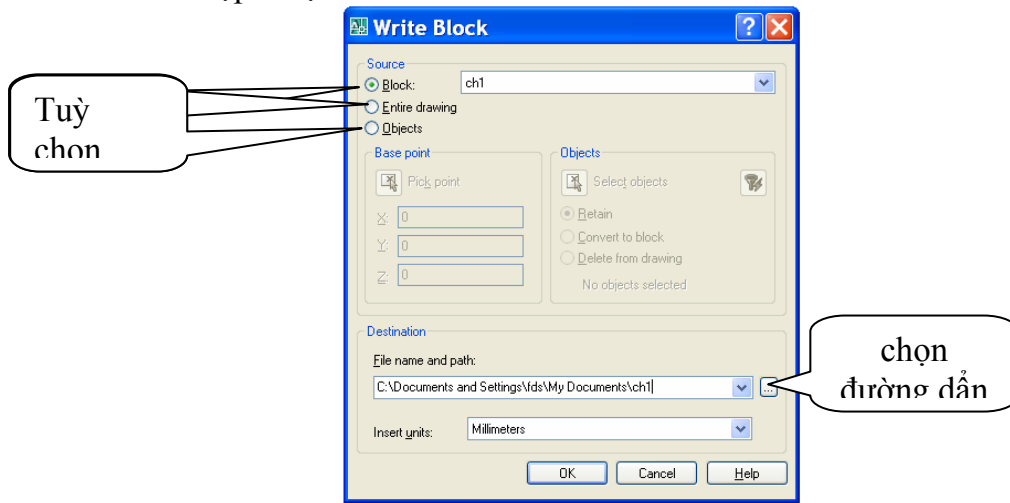 Write Block
Source
Block: ch1
Entire drawing
Objects
Tuỳ
chọn
Base point
Pick point
X: 0
Y: 0
Z: 0
Objects
Select objects
Retain
Convert to block
Delete from drawing
No objects selected
Destination
File name and path:
C:\Documents and Settings\fds\My Documents\ch1
...
Insert units: Millimeters
chọn
đường dẩn
OK Cancel Help